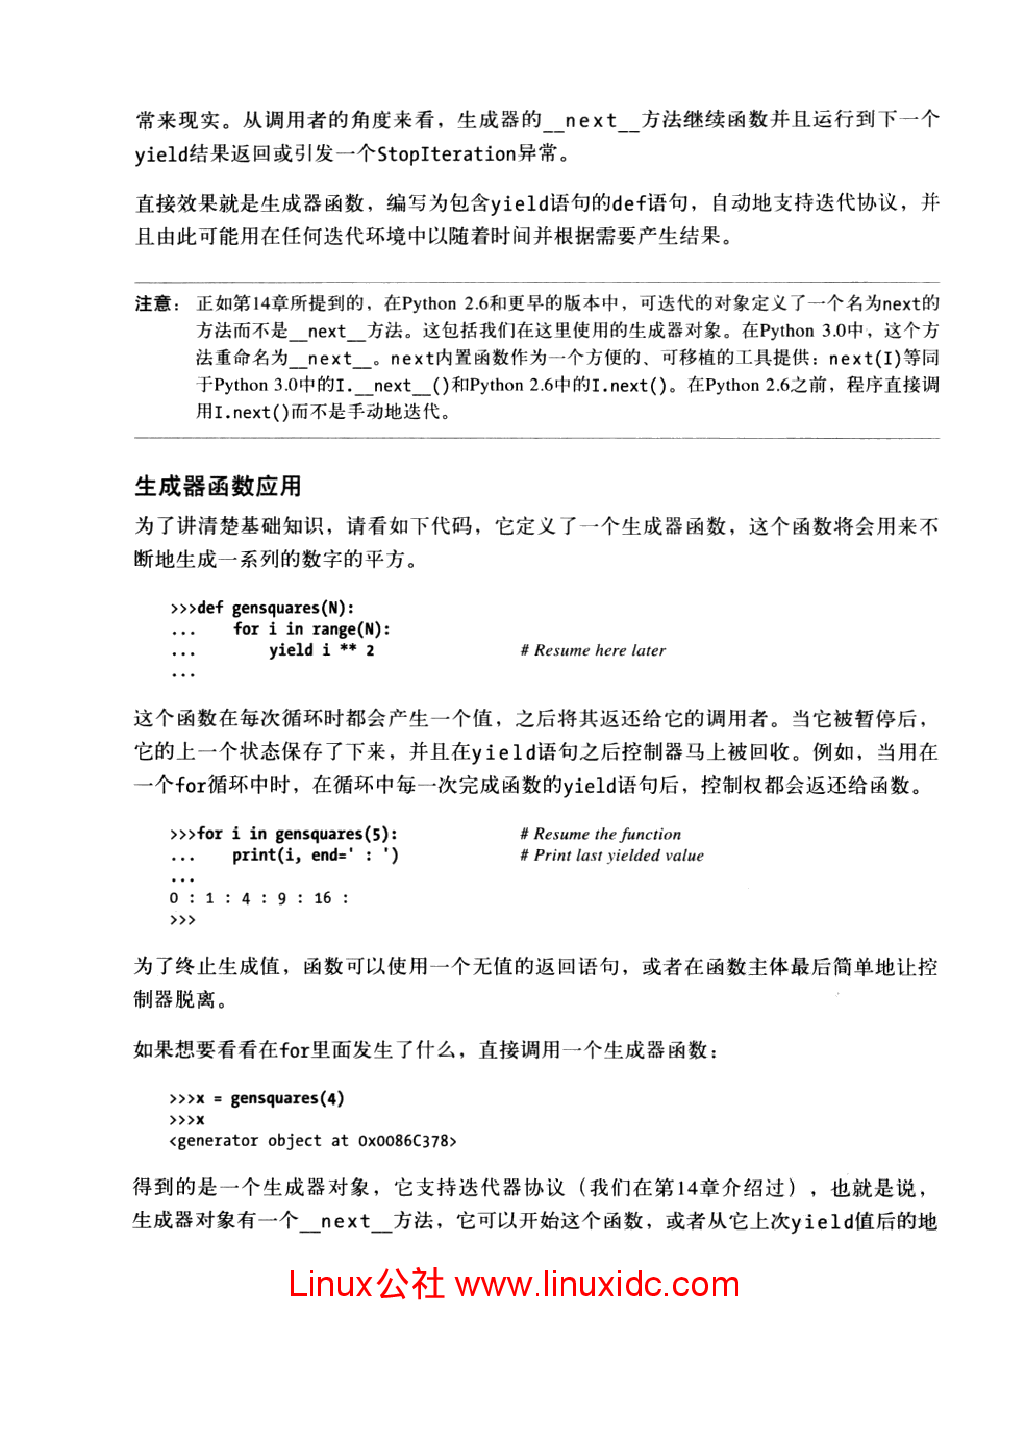 常来现实。从调用者的角度来看，生成器的__next__方法继续函数并且运行到下一个
yield结果返回或引发一个StopIteration异常。
直接效果就是生成器函数，编写为包含yield语句的def语句，自动地支持迭代协议，并
且由此可能用在任何迭代环境中以随着时间并根据需要产生结果。
注意： 正如第14章所提到的，在Python 2.6和更早的版本中，可迭代的对象定义了一个名为next的
方法而不是__next__方法。这包括我们在这里使用的生成器对象。在Python 3.0中，这个方
法重命名为__next__。next内置函数作为一个方便的、可移植的工具提供：next(I)等同
于Python 3.0中的I.__next__()和Python 2.6中的I.next()。在Python 2.6之前，程序直接调
用I.next()而不是手动地迭代。
生成器函数应用
为了讲清楚基础知识，请看如下代码，它定义了一个生成器函数，这个函数将会用来不
断地生成一系列的数字的平方。
>>>def gensquares(N):
...    for i in range(N):
...        yield i ** 2    # Resume here later
...
这个函数在每次循环时都会产生一个值，之后将其返还给它的调用者。当它被暂停后，
它的上一个状态保存了下来，并且在yield语句之后控制器马上被回收。例如，当用在
一个for循环中时，在循环中每一次完成函数的yield语句后，控制权都会返还给函数。
>>>for i in gensquares(5):    # Resume the function
...    print(i, end=' : ')    # Print last yielded value
...
0 : 1 : 4 : 9 : 16 :
>>>
为了终止生成值，函数可以使用一个无值的返回语句，或者在函数主体最后简单地让控
制器脱离。
如果想要看看在for里面发生了什么，直接调用一个生成器函数：
>>>x = gensquares(4)
>>>x
<generator object at 0x0086C378>
得到的是一个生成器对象，它支持迭代器协议（我们在第14章介绍过），也就是说，
生成器对象有一个__next__方法，它可以开始这个函数，或者从它上次yield值后的地
Linux公社 www.linuxidc.com